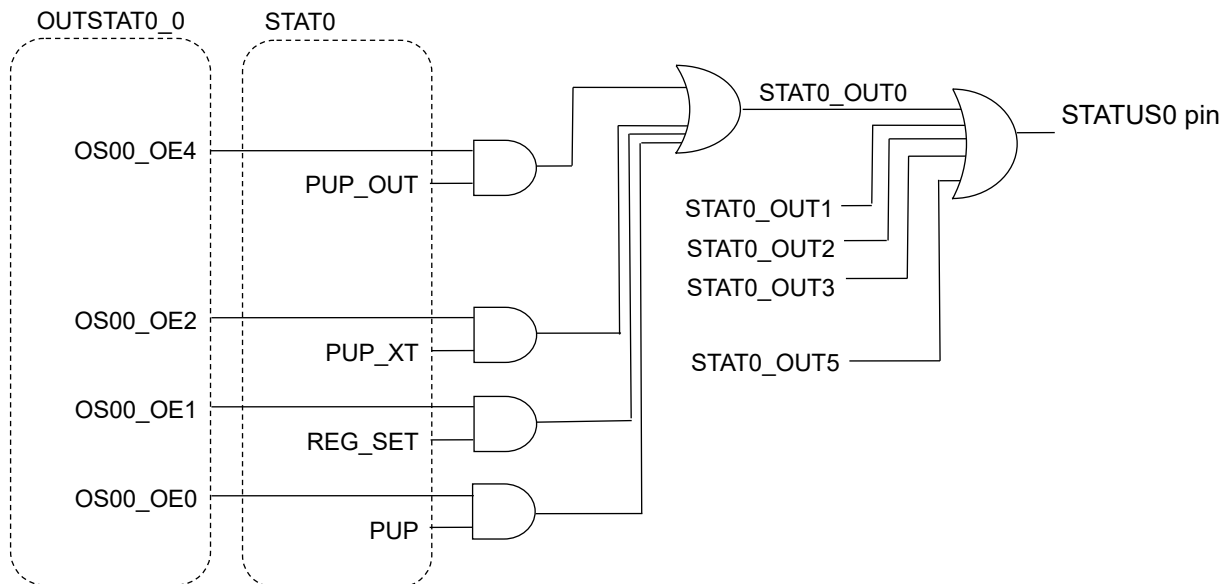 OUTSTAT0_0
STAT0
OS00_OE4
PUP_OUT
STAT0_OUT0
STATUS0 pin
STAT0_OUT1
STAT0_OUT2
STAT0_OUT3
OS00_OE2
PUP_XT
STAT0_OUT5
OS00_OE1
REG_SET
OS00_OE0
PUP